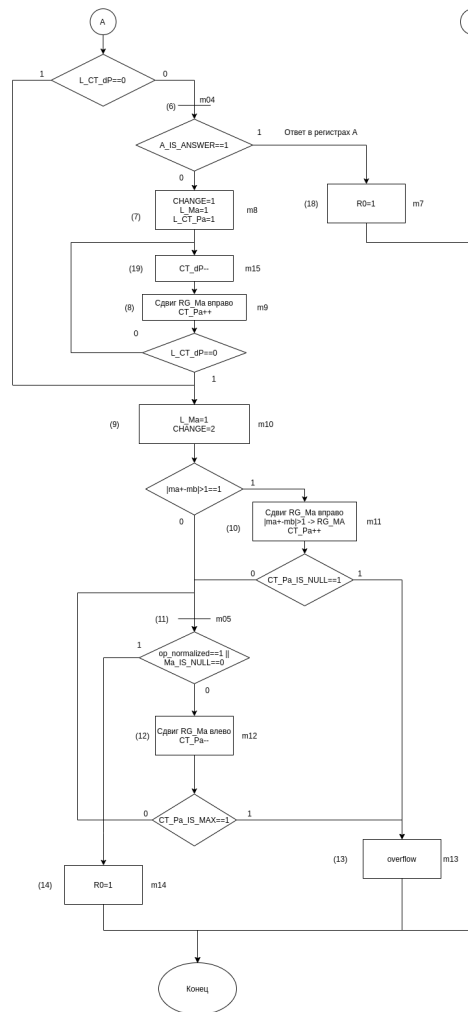 A
L_CT_dP==0
1
0
(6)
m04
A_IS_ANSWER==1
1
Ответ в регистрах А
0
(7)
CHANGE=1
L_Ma=1
L_CT_Pa=1
m8
(18)
R0=1
m7
(19)
CT_dP--
m15
(8)
Сдвиг RG_Ma вправо
CT_Pa++
m9
0
L_CT_dP==0
1
(9)
L_Ma=1
CHANGE=2
m10
|ma+-mb|>1==1
1
0
(10)
Сдвиг RG_Ma вправо
|ma+-mb|>1 -> RG_MA
CT_Pa++
m11
0
CT_Pa_IS_NULL==1
1
(11)
m05
1
op_normalized==1 ||
Ma_IS_NULL==0
0
(12)
Сдвиг RG_Ma влево
CT_Pa--
m12
0
CT_Pa_IS_MAX==1
1
(13)
overflow
m13
(14)
R0=1
m14
Конец